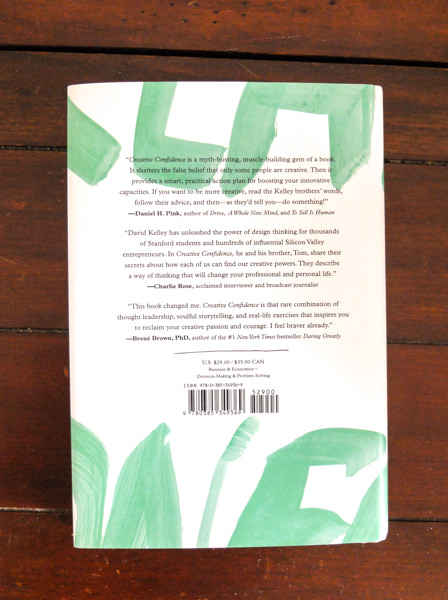 “Creative Confidence is a myth-busting, muscle-building gem of a book.
It shatters the false belief that only some people are creative. Then it
provides a smart, practical action plan for boosting your innovative
capacities. If you want to be more creative, read the Kelley brothers’ words,
follow their advice, and then—as they’d tell you—do something!”
—Daniel H. Pink, author of Drive, A Whole New Mind, and To Sell Is Human
“David Kelley has unleashed the power of design thinking for thousands
of Stanford students and hundreds of influential Silicon Valley
entrepreneurs. In Creative Confidence, he and his brother, Tom, share their
secrets about how each of us can find our creative powers. They describe
a way of thinking that will change your professional and personal life.”
—Charlie Rose, acclaimed interviewer and broadcast journalist
“This book changed me. Creative Confidence is that rare combination of
thought leadership, soulful storytelling, and real-life exercises that inspires you
to reclaim your creative passion and courage. I feel braver already.”
—Brené Brown, PhD, author of the #1 New York Times bestseller Daring Greatly
U.S. $29.00 / $35.00 CAN
Business & Economics—
Decision-Making & Problem Solving
ISBN 978-0-385-34936-9
52900
9 780385 349369